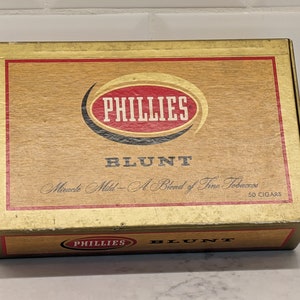 PHILLIES
BLUNT
Miracle Mild — A Blend of Fine Tobaccos
50 CIGARS
PHILLIES BLUNT